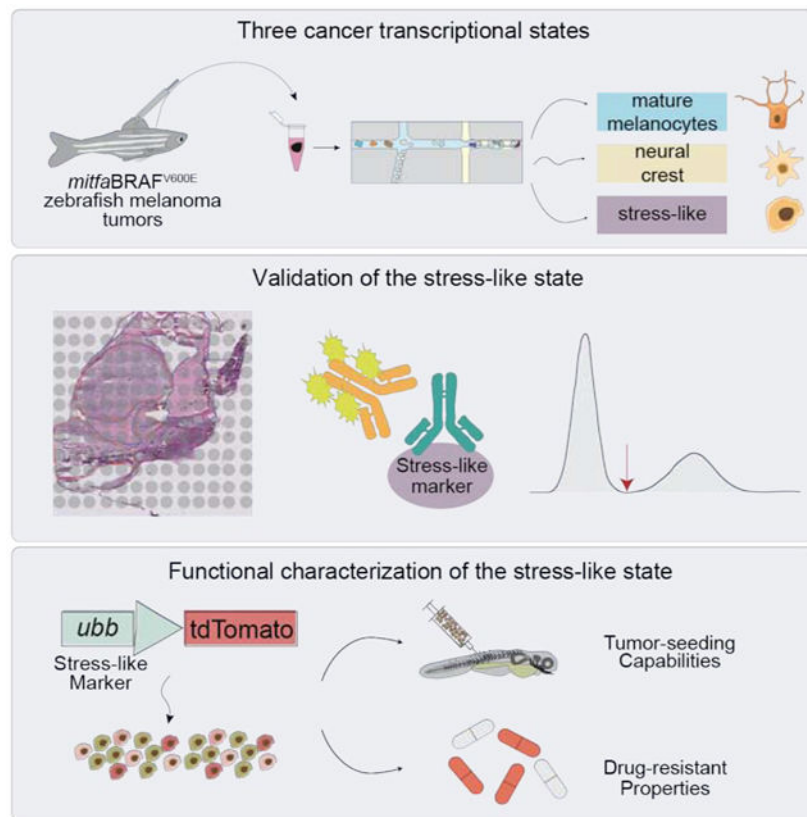 Three cancer transcriptional states
mitfaBRAFV600E
zebrafish melanoma
tumors
mature
melanocytes
neural
crest
stress-like
Validation of the stress-like state
Stress-like
marker
Functional characterization of the stress-like state
ubb
tdTomato
Stress-like
Marker
Tumor-seeding
Capabilities
Drug-resistant
Properties